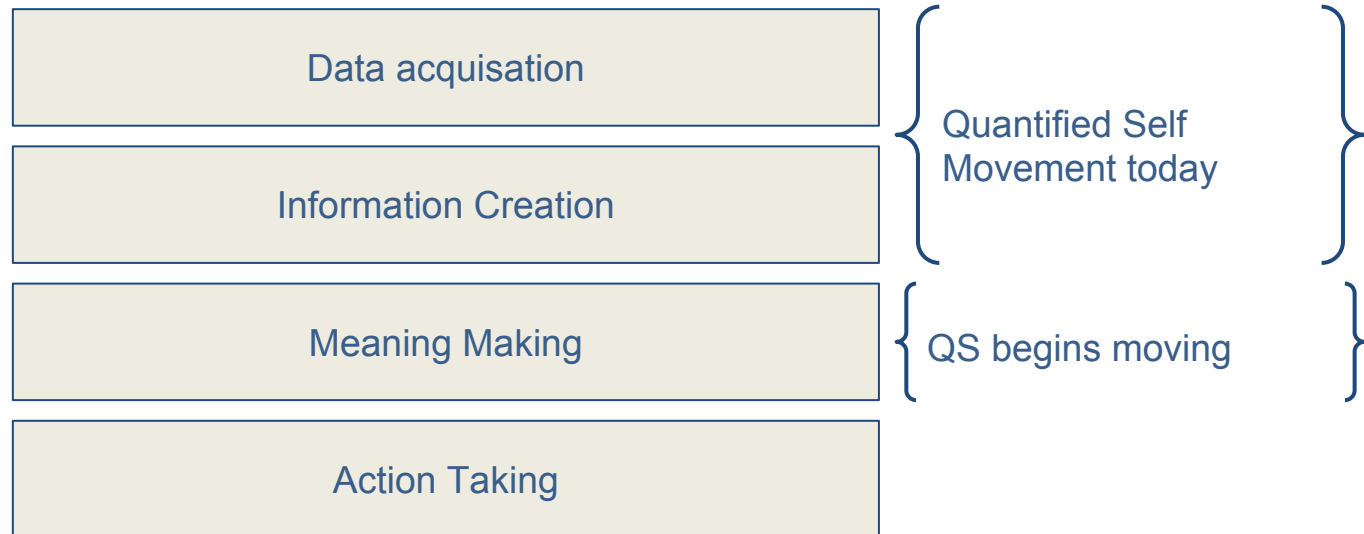 Data acquisation
Information Creation
Meaning Making
Action Taking
Quantified Self
Movement today
QS begins moving